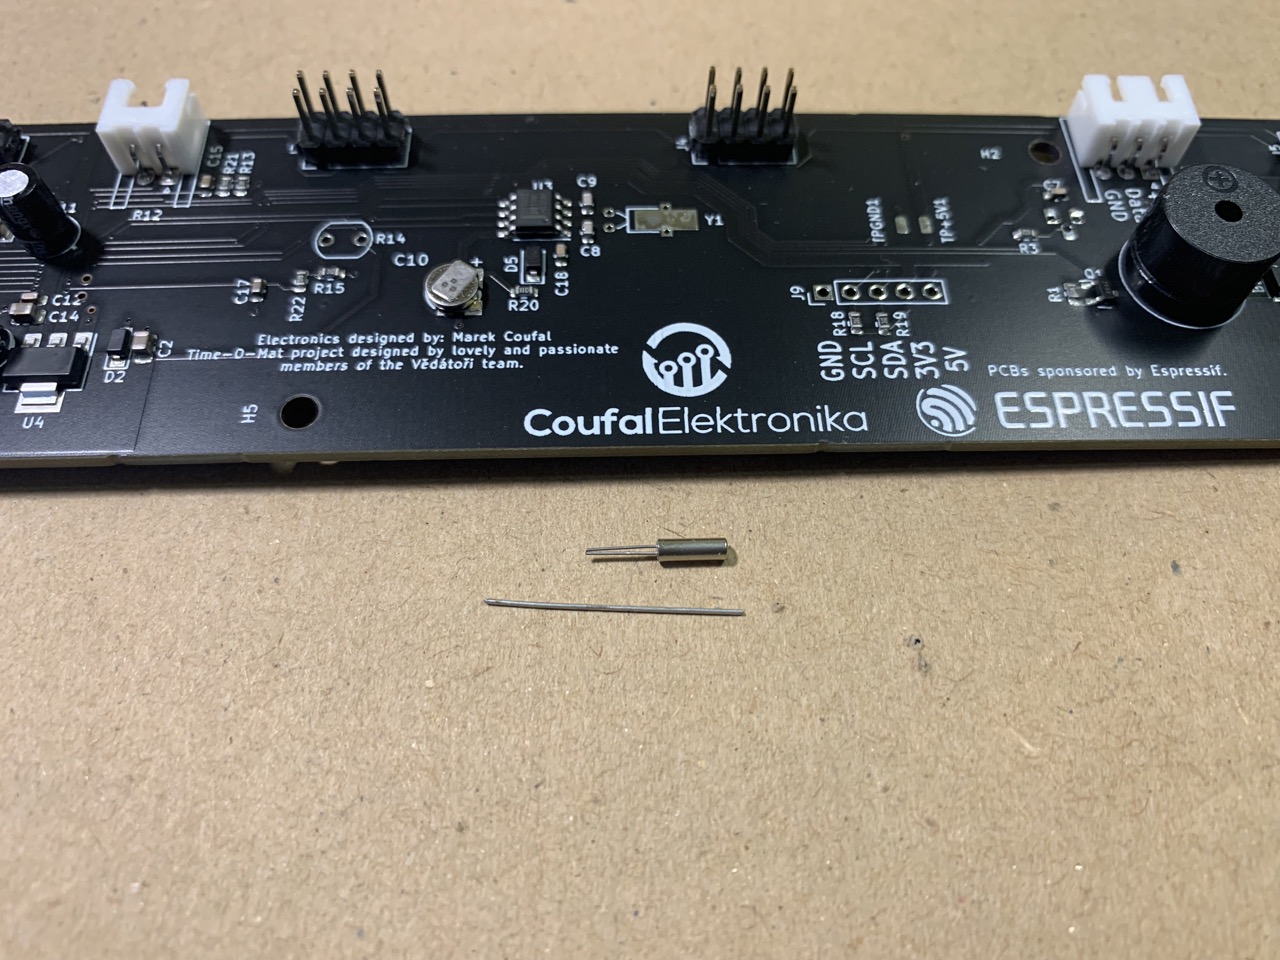 C15
R21
R13
R12
H2
GND
Data
C9
C8
Y1
TPGND1
TP+5V1
R3
R1
R14
C10
+
D5
C18
R20
R15
R22
C17
C14
C2
D2
U4
H5
J9
R18
R19
GND
SCL
SDA
3V3
5V
Electronics designed by: Marek Coufal
Time-O-Mat project designed by lovely and passionate
members of the Vědátoři team.
CoufalElektronika
PCBs sponsored by Espressif.
ESPRESSIF